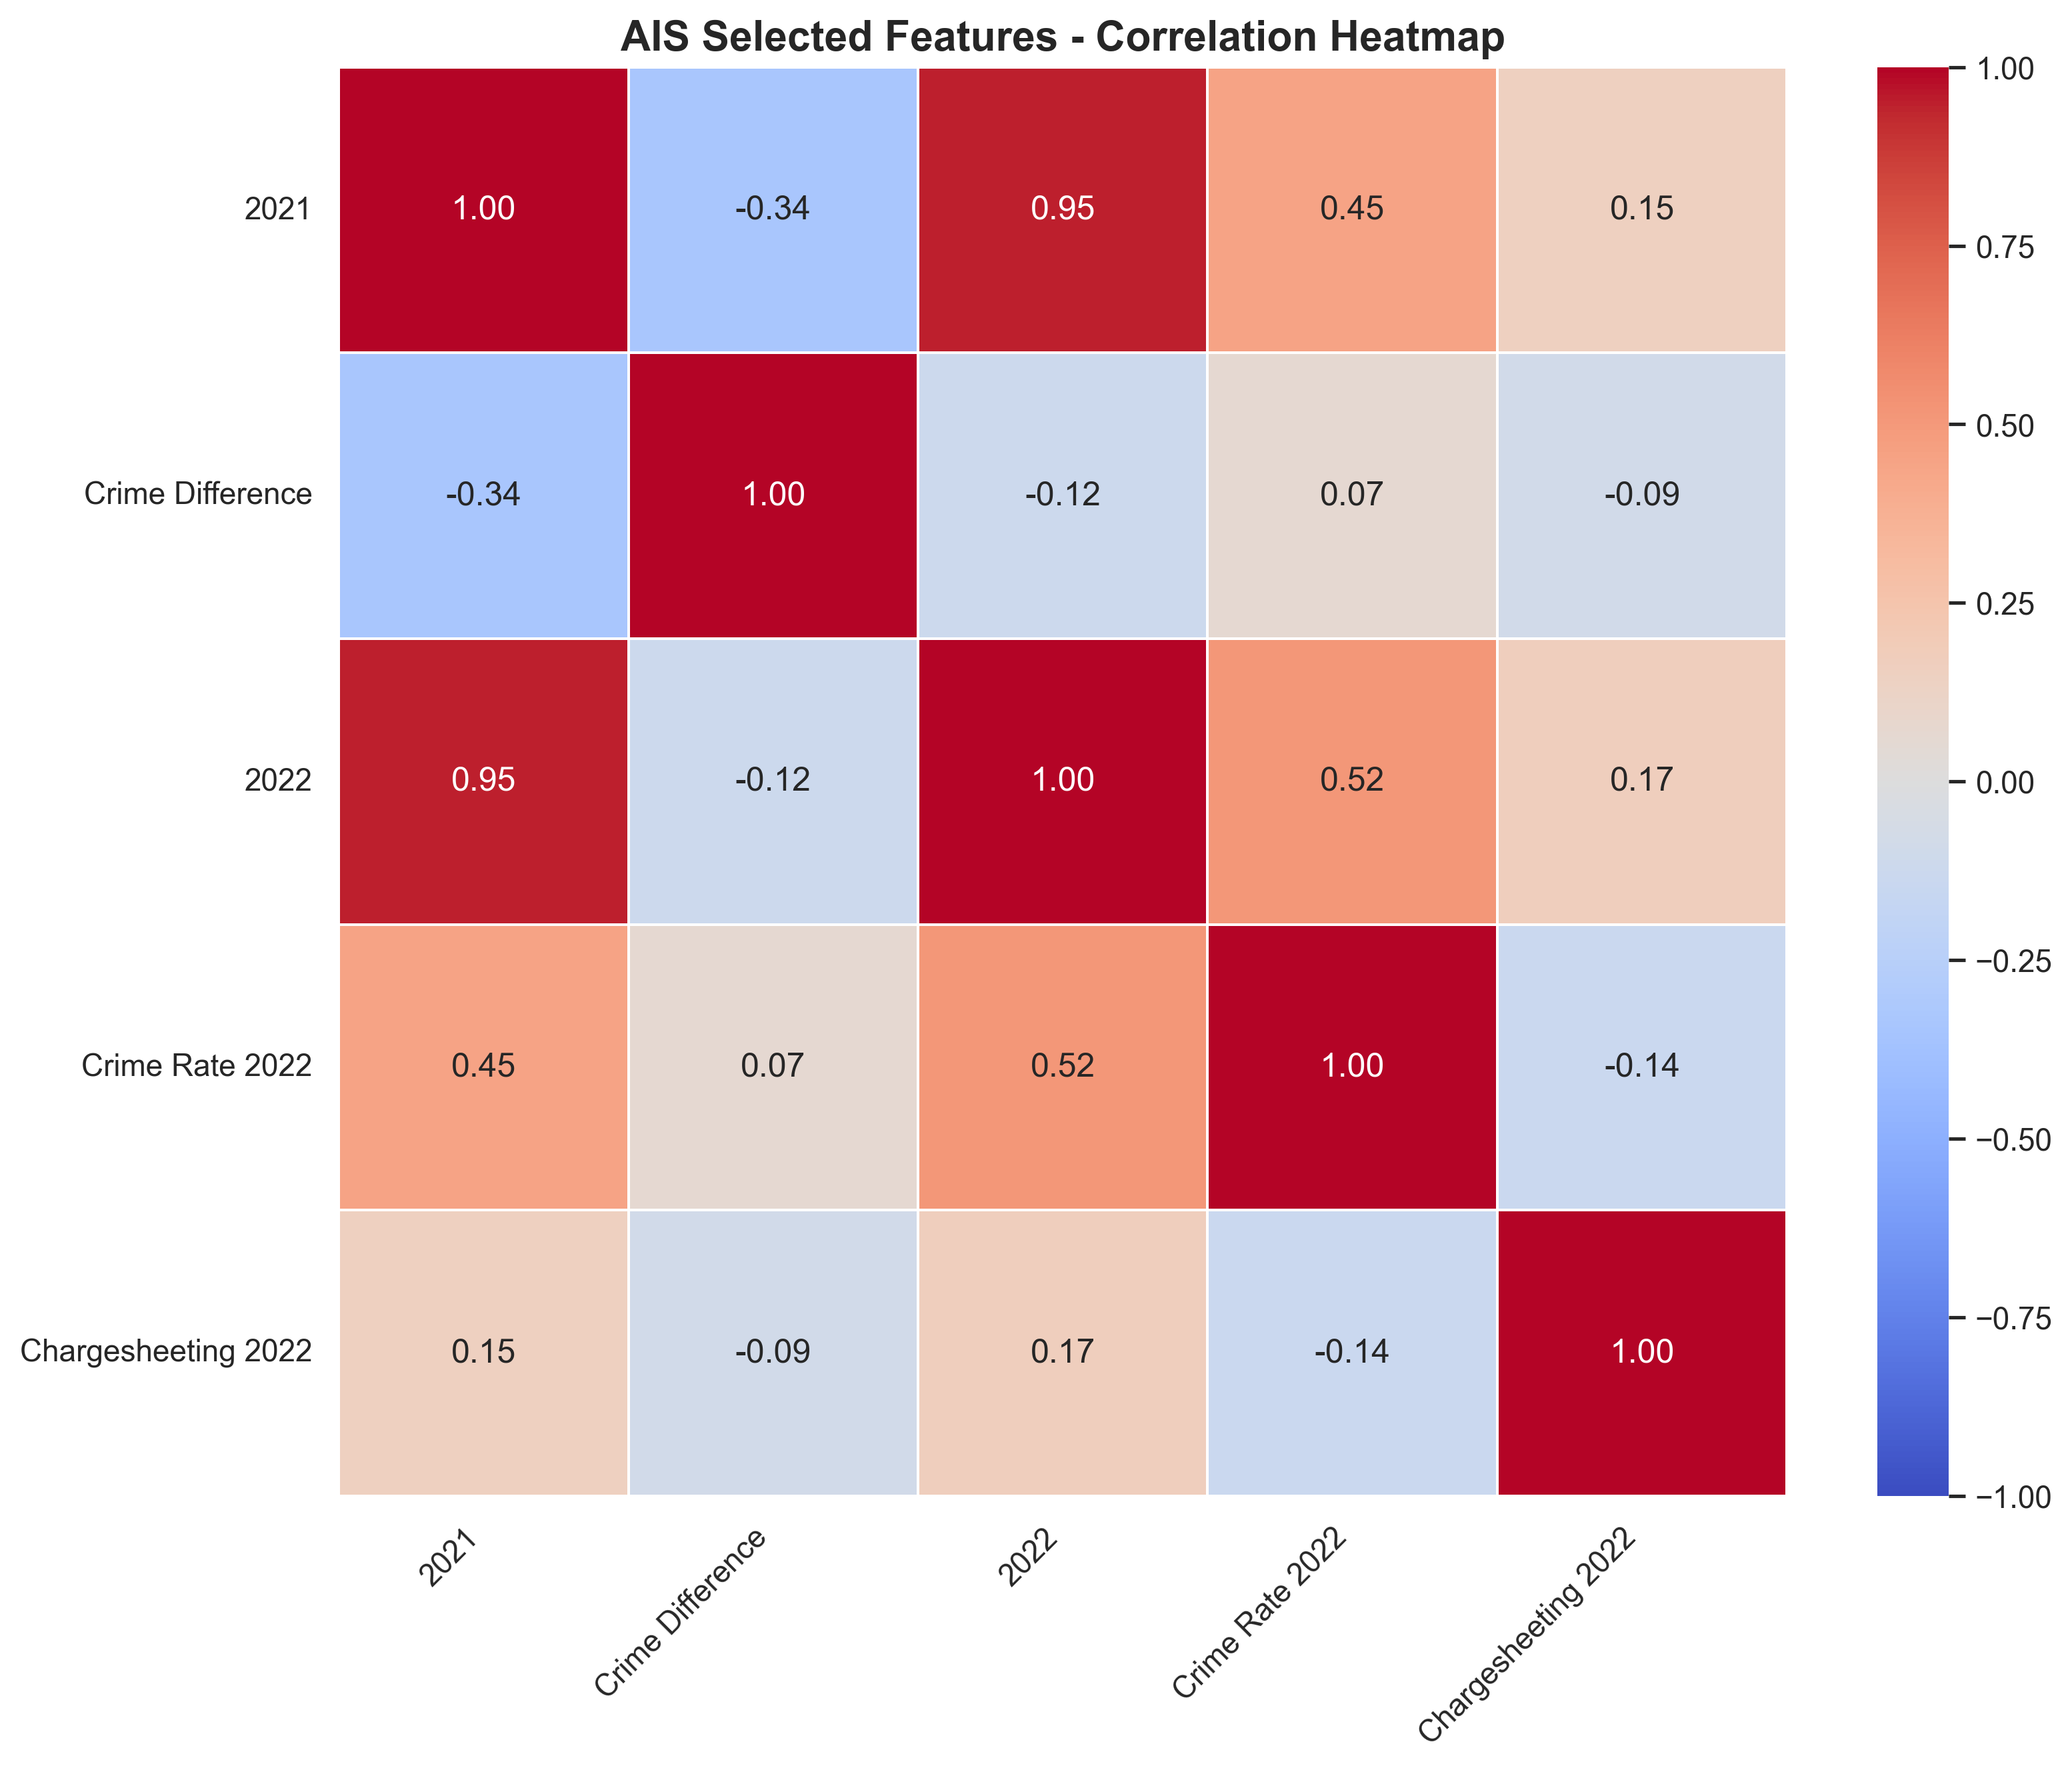 AIS Selected Features - Correlation Heatmap
2021 1.00 -0.34 0.95 0.45 0.15
Crime Difference -0.34 1.00 -0.12 0.07 -0.09
2022 0.95 -0.12 1.00 0.52 0.17
Crime Rate 2022 0.45 0.07 0.52 1.00 -0.14
Chargesheeting 2022 0.15 -0.09 0.17 -0.14 1.00
2021
Crime Difference
2022
Crime Rate 2022
Chargesheeting 2022
1.00
0.75
0.50
0.25
0.00
−0.25
−0.50
−0.75
−1.00